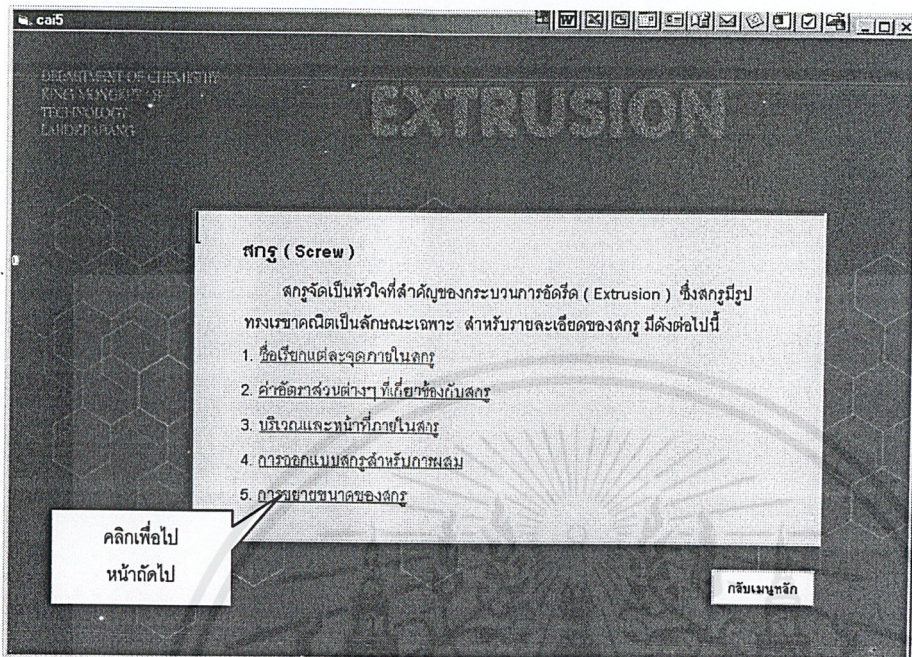 cai5
DEPARTMENT OF CHEMISTRY
KING MONGKUT'S
TECHNOLOGY
LARDKRABANG
EXTRUSION
สกรู ( Screw )
สกรูจัดเป็นหัวใจที่สำคัญของกระบวนการอัดรีด ( Extrusion ) ซึ่งสกรูมีรูป
ทรงเรขาคณิตเป็นลักษณะเฉพาะ สำหรับรายละเอียดของสกรู มีดังต่อไปนี้
1. ชื่อเรียกแต่ละจุดภายในสกรู
2. ค่าอัตราส่วนต่างๆ ที่เกี่ยวข้องกับสกรู
3. บริเวณและหน้าที่ภายในสกรู
4. การออกแบบสกรูสำหรับการผสม
5. การขยายขนาดของสกรู
คลิกเพื่อไป
หน้าถัดไป
กลับเมนูหลัก